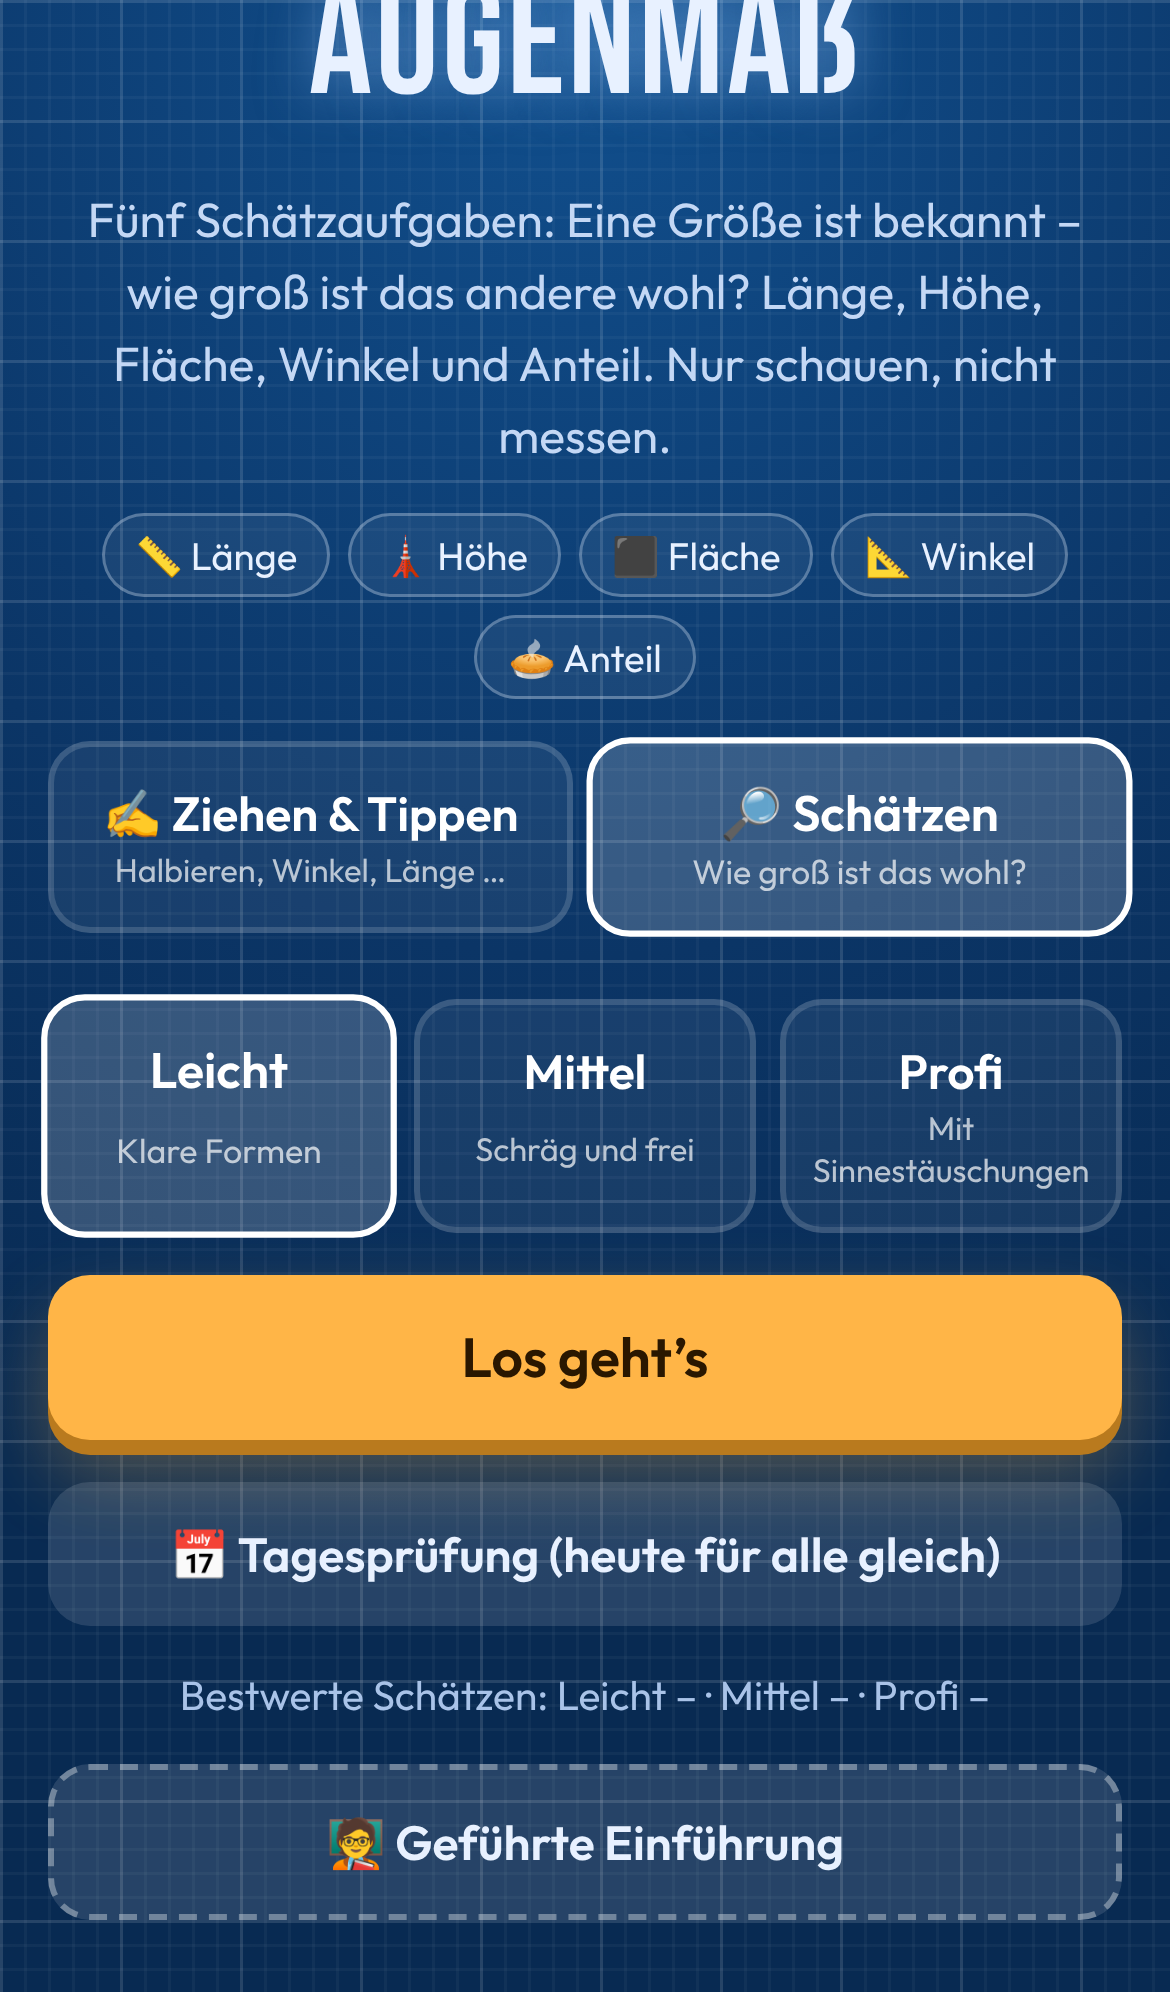 AUGENMAß
Fünf Schätzaufgaben: Eine Größe ist bekannt –
wie groß ist das andere wohl? Länge, Höhe,
Fläche, Winkel und Anteil. Nur schauen, nicht
messen.
Länge
Höhe
Fläche
Winkel
Anteil
Ziehen & Tippen
Halbieren, Winkel, Länge ...
Schätzen
Wie groß ist das wohl?
Leicht
Klare Formen
Mittel
Schräg und frei
Profi
Mit
Sinnestäuschungen
Los geht’s
July
17
Tagesprüfung (heute für alle gleich)
Bestwerte Schätzen: Leicht – · Mittel – · Profi –
Geführte Einführung